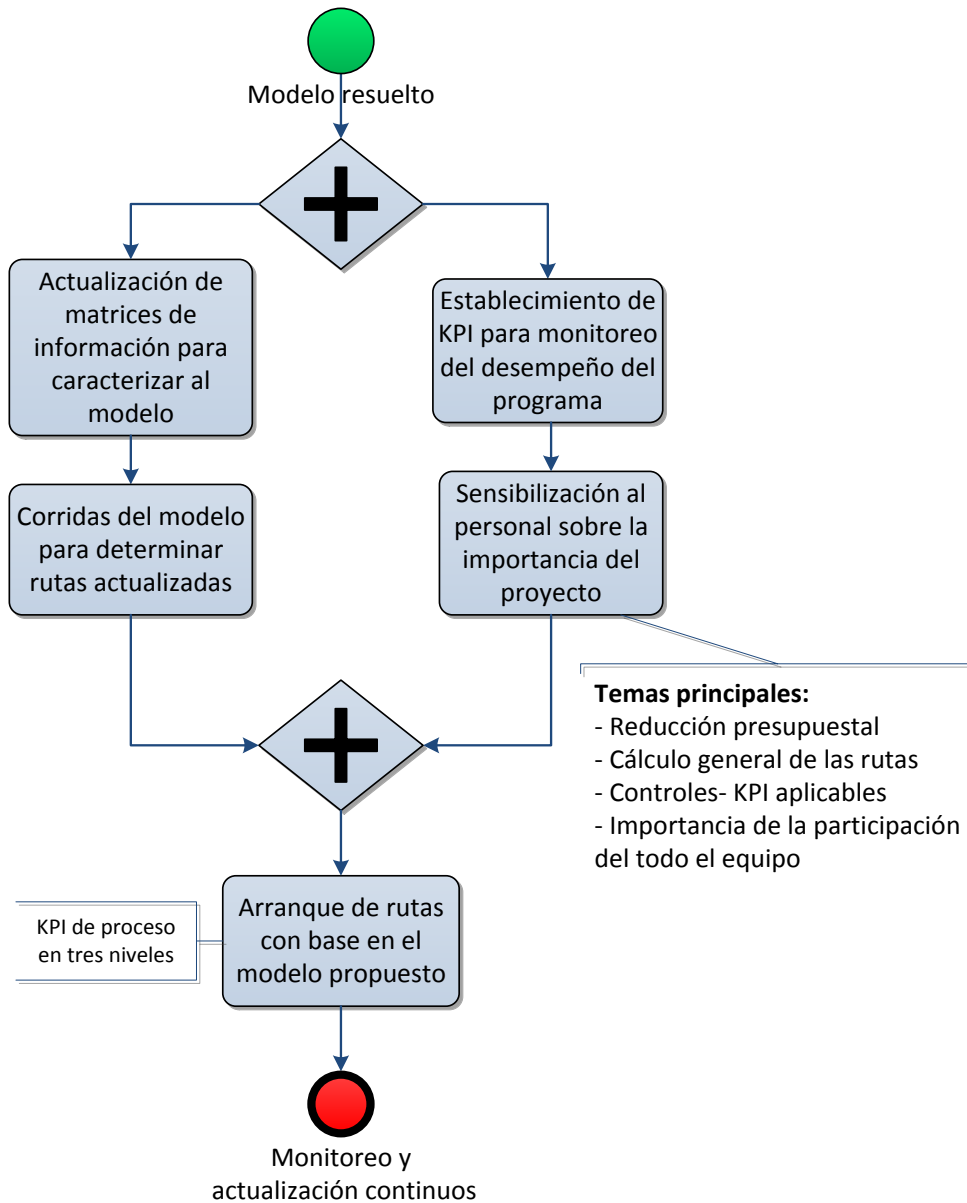 Modelo resuelto
Actualización de
matrices de
información para
caracterizar al
modelo
Establecimiento de
KPI para monitoreo
del desempeño del
programa
Corridas del modelo
para determinar
rutas actualizadas
Sensibilización al
personal sobre la
importancia del
proyecto
Temas principales:
- Reducción presupuestal
- Cálculo general de las rutas
- Controles- KPI aplicables
- Importancia de la participación
del todo el equipo
KPI de proceso
en tres niveles
Arranque de rutas
con base en el
modelo propuesto
Monitoreo y
actualización continuos